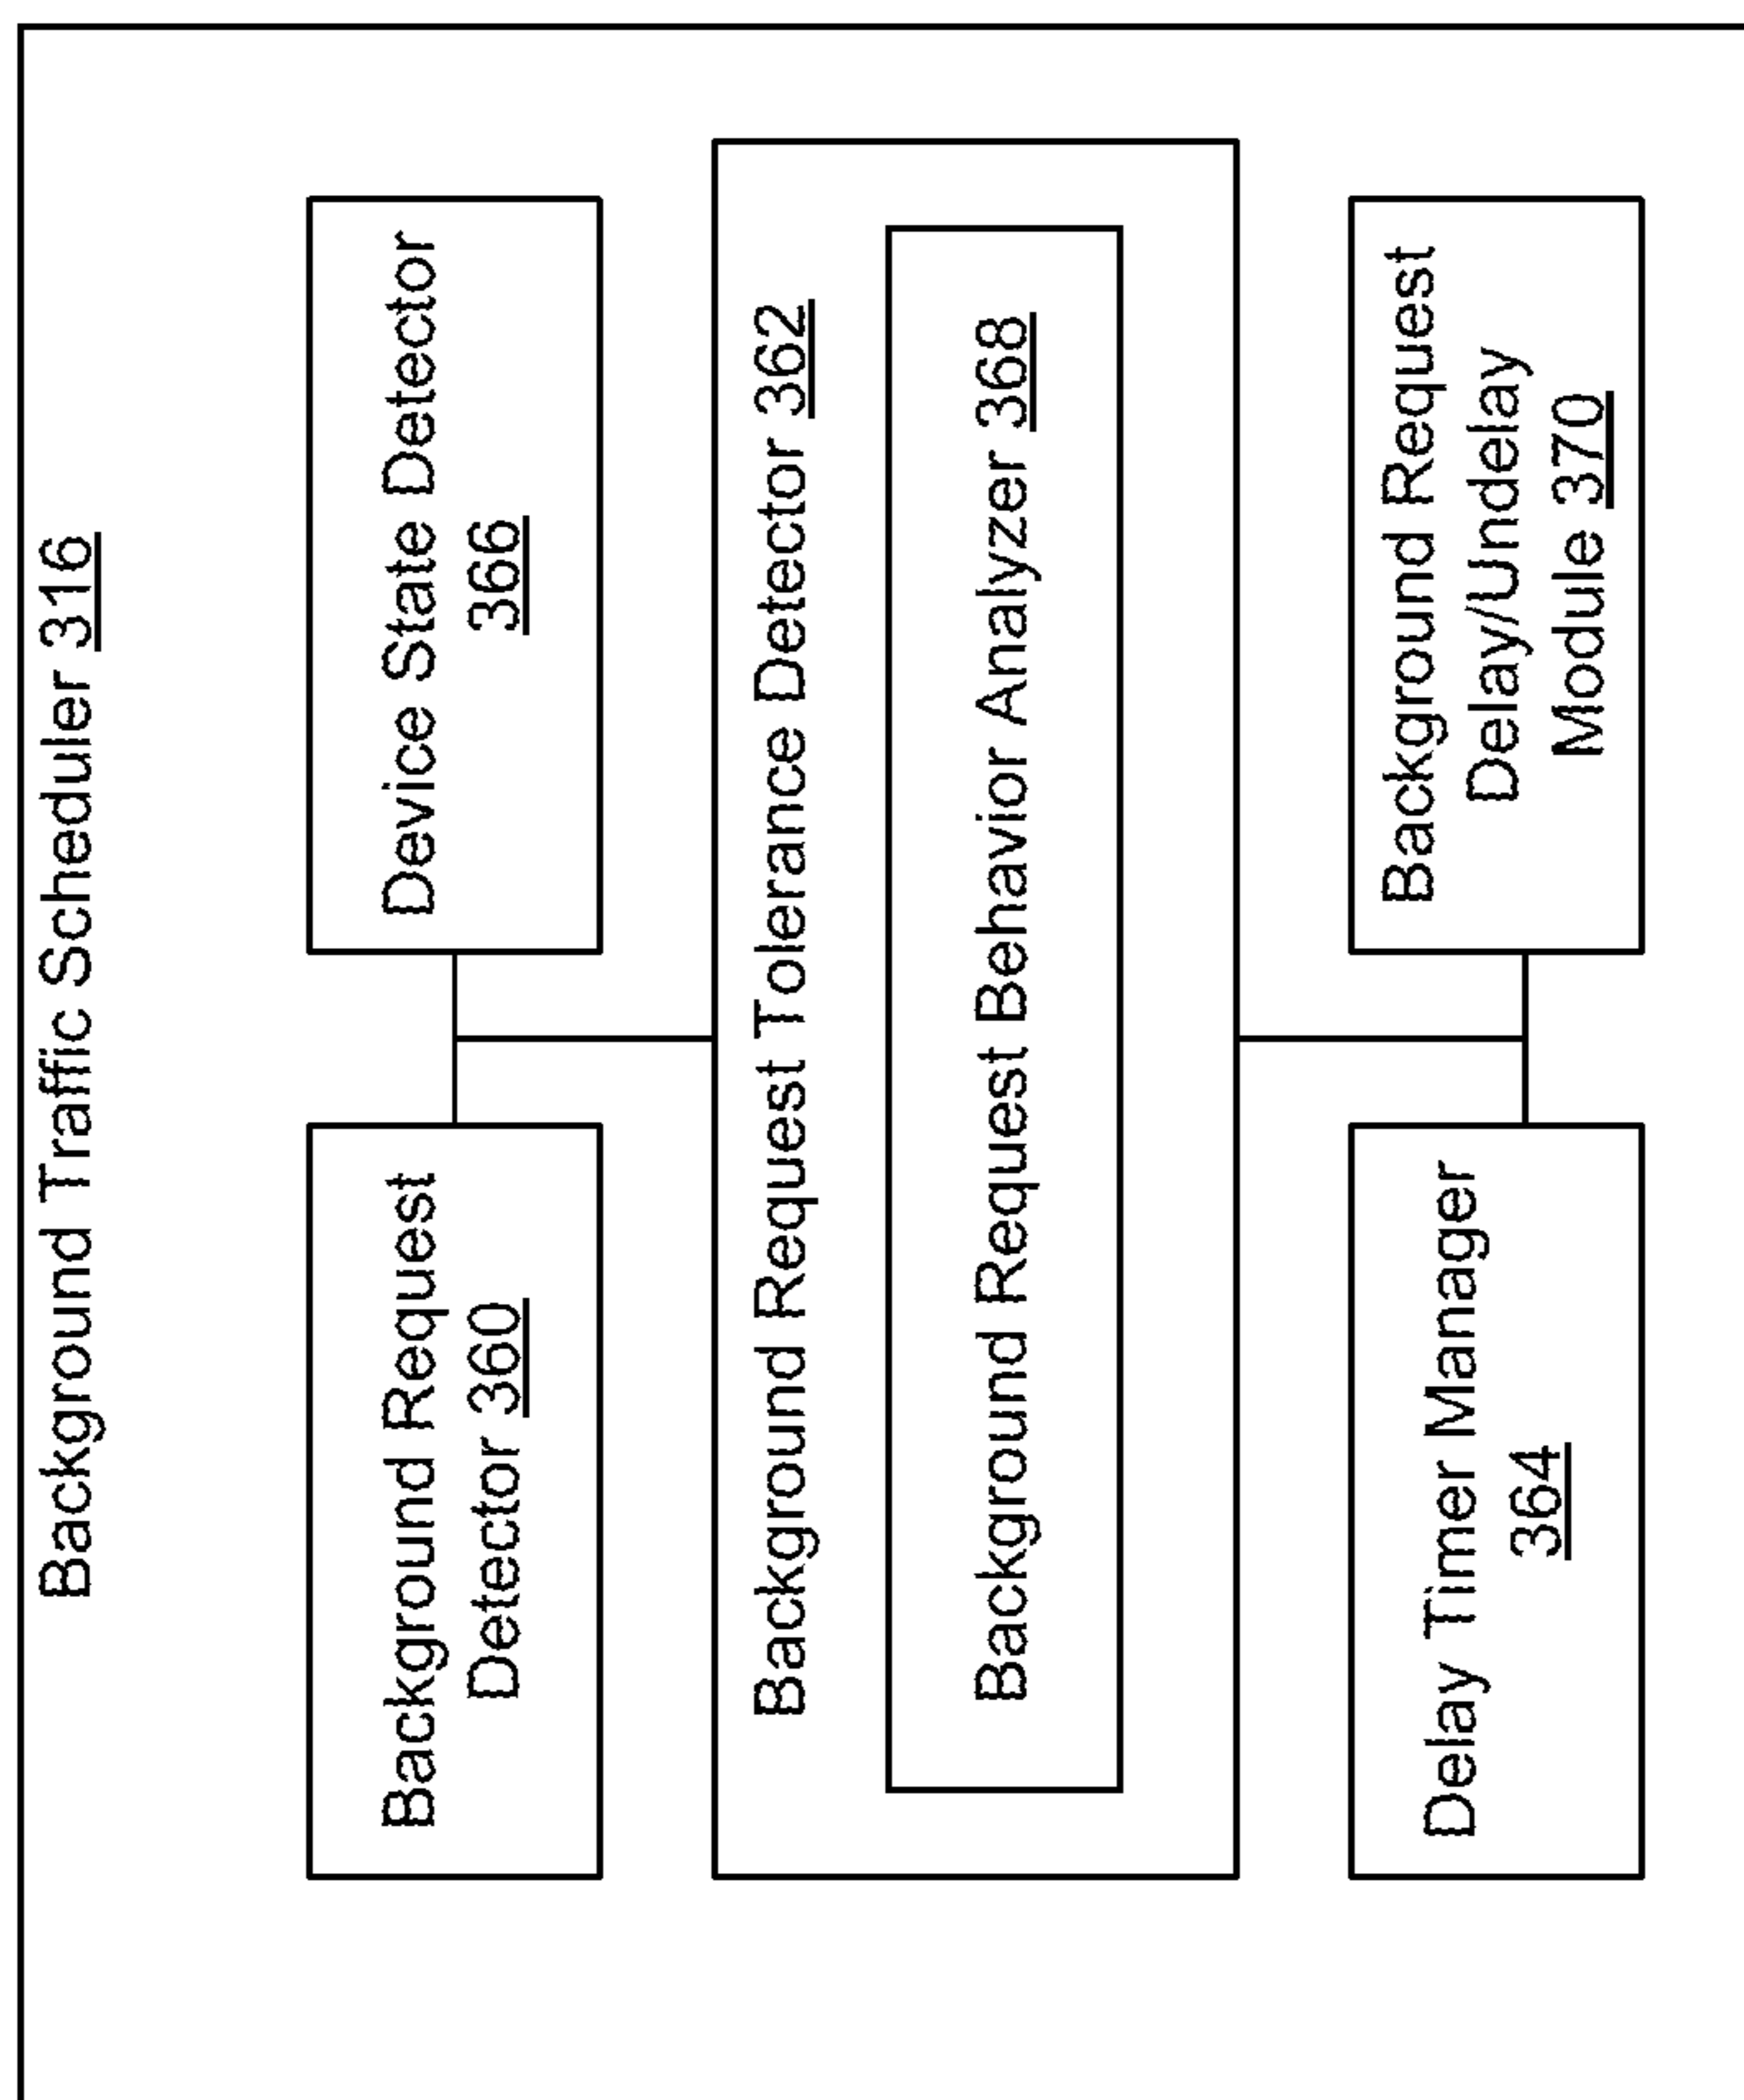 Background Traffic Scheduler 316
Background Request
Detector 360
Device State Detector
366
Background Request Tolerance Detector 362
Background Request Behavior Analyzer 368
Delay Timer Manager
364
Background Request
Delay/Undelay
Module 370